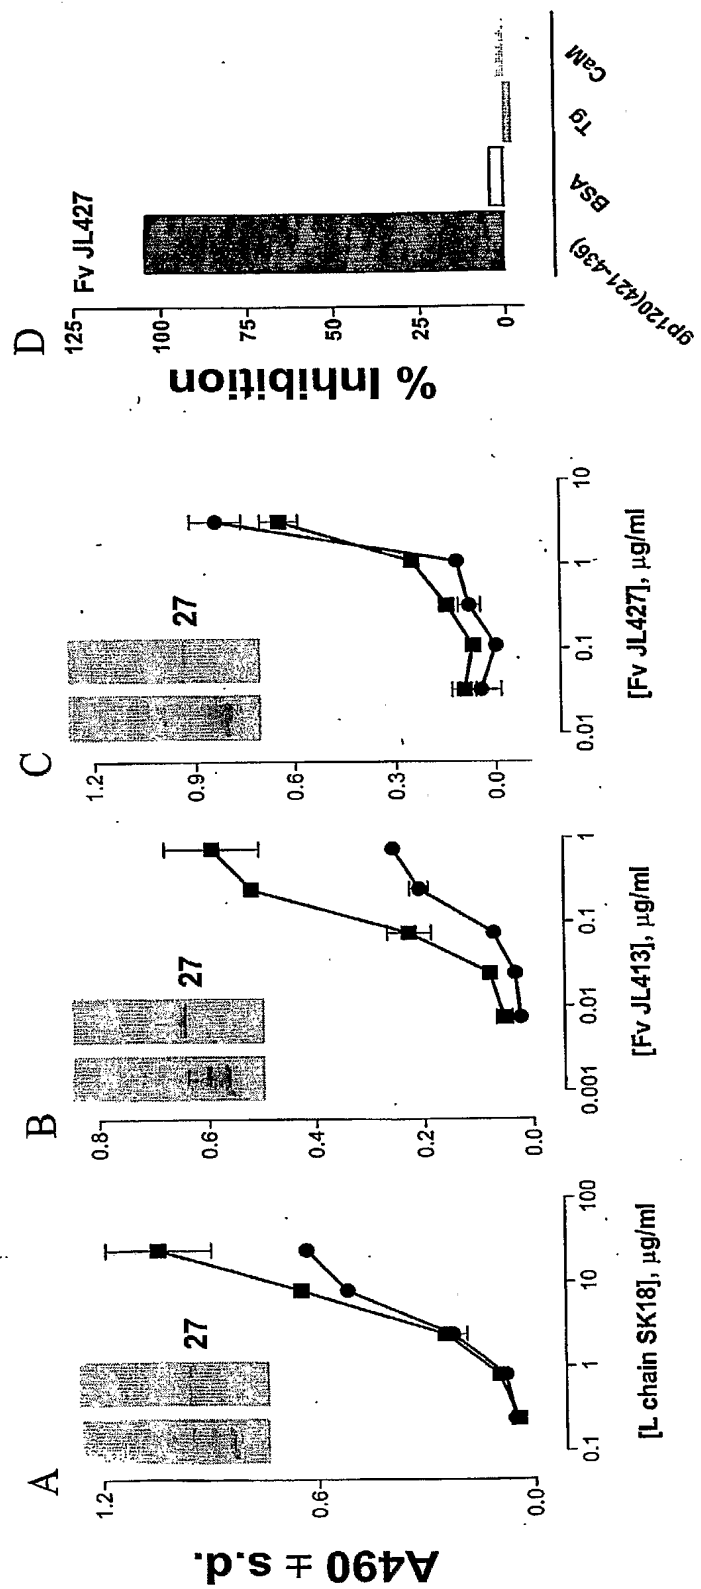 A
A490 ± s.d.
1.2
0.6
0.0
27
0.1
1
10
100
[L chain SK18], µg/ml
B
0.8
0.6
0.4
0.2
0.0
27
0.001
0.01
0.1
1
[Fv JL413], µg/ml
C
1.2
0.9
0.6
0.3
0.0
27
0.01
0.1
1
10
[Fv JL427], µg/ml
D
% Inhibition
125
100
75
50
25
0
Fv JL427
gp120(421-436)
BSA
Tg
CaM